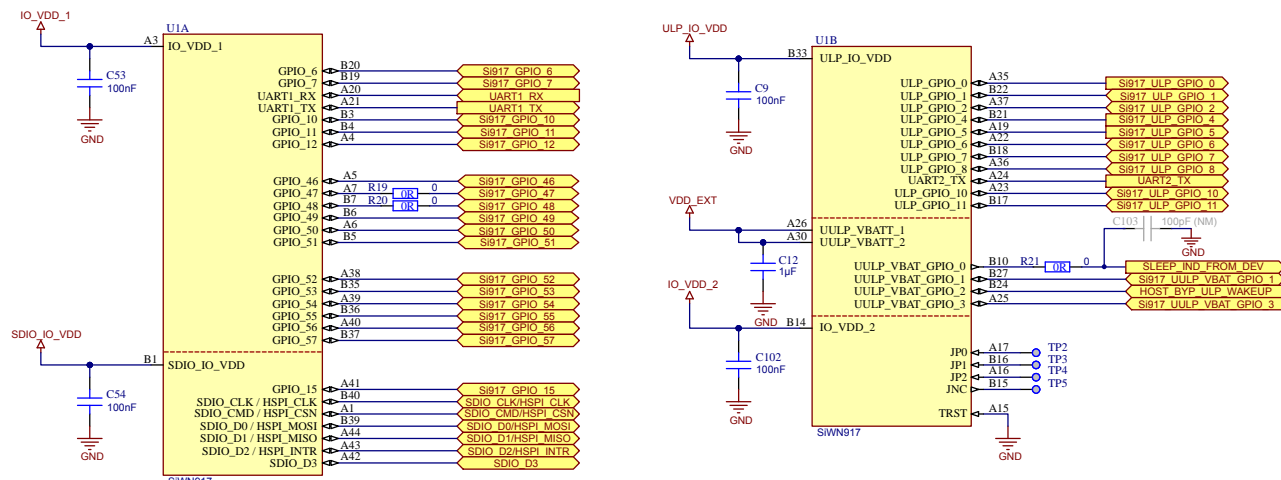 IO_VDD_1
U1A
A3 IO_VDD_1
C53
100nF
GND
GPIO_6 B20 Si917_GPIO_6
GPIO_7 B19 Si917_GPIO_7
UART1_RX A20 UART1_RX
UART1_TX A21 UART1_TX
GPIO_10 B3 Si917_GPIO_10
GPIO_11 B4 Si917_GPIO_11
GPIO_12 A4 Si917_GPIO_12
GPIO_46 A5 Si917_GPIO_46
GPIO_47 A7 R19 0R 0 Si917_GPIO_47
GPIO_48 B7 R20 0R 0 Si917_GPIO_48
GPIO_49 B6 Si917_GPIO_49
GPIO_50 A6 Si917_GPIO_50
GPIO_51 B5 Si917_GPIO_51
GPIO_52 A38 Si917_GPIO_52
GPIO_53 B35 Si917_GPIO_53
GPIO_54 A39 Si917_GPIO_54
GPIO_55 B36 Si917_GPIO_55
GPIO_56 A40 Si917_GPIO_56
GPIO_57 B37 Si917_GPIO_57
SDIO_IO_VDD
B1 SDIO_IO_VDD
C54
100nF
GND
GPIO_15 A41 Si917_GPIO_15
SDIO_CLK / HSPI_CLK B40 SDIO_CLK/HSPI_CLK
SDIO_CMD / HSPI_CSN A1 SDIO_CMD/HSPI_CSN
SDIO_D0 / HSPI_MOSI B39 SDIO_D0/HSPI_MOSI
SDIO_D1 / HSPI_MISO A44 SDIO_D1/HSPI_MISO
SDIO_D2 / HSPI_INTR A43 SDIO_D2/HSPI_INTR
SDIO_D3 A42 SDIO_D3
SiWN917
ULP_IO_VDD
U1B
B33 ULP_IO_VDD
C9
100nF
GND
ULP_GPIO_0 A35 Si917_ULP_GPIO_0
ULP_GPIO_1 B22 Si917_ULP_GPIO_1
ULP_GPIO_2 A37 Si917_ULP_GPIO_2
ULP_GPIO_4 B21 Si917_ULP_GPIO_4
ULP_GPIO_5 A19 Si917_ULP_GPIO_5
ULP_GPIO_6 A22 Si917_ULP_GPIO_6
ULP_GPIO_7 B18 Si917_ULP_GPIO_7
ULP_GPIO_8 A36 Si917_ULP_GPIO_8
UART2_TX A24 UART2_TX
ULP_GPIO_10 A23 Si917_ULP_GPIO_10
ULP_GPIO_11 B17 Si917_ULP_GPIO_11
VDD_EXT
A26 UULP_VBATT_1
A30 UULP_VBATT_2
C12
1µF
GND
C103
100pF (NM)
GND
UULP_VBAT_GPIO_0 B10 R21 0R 0 SLEEP_IND_FROM_DEV
UULP_VBAT_GPIO_1 B27 Si917_UULP_VBAT_GPIO_1_2
UULP_VBAT_GPIO_2 B24 HOST_BYP_ULP_WAKEUP
UULP_VBAT_GPIO_3 A25 Si917_UULP_VBAT_GPIO_3
IO_VDD_2
B14 IO_VDD_2
C102
100nF
GND
JP0 A17 TP2
JP1 B16 TP3
JP2 A16 TP4
JNC B15 TP5
TRST A15
GND
SiWN917